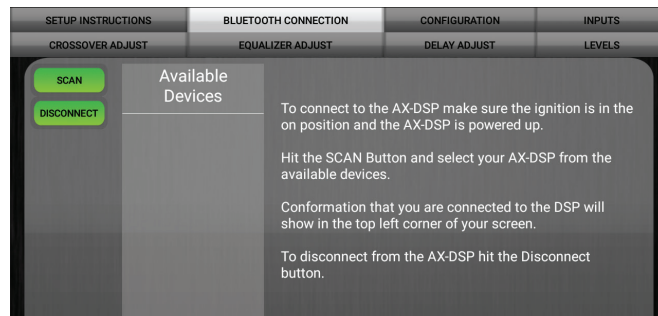 SETUP INSTRUCTIONS
BLUETOOTH CONNECTION
CONFIGURATION
INPUTS
CROSSOVER ADJUST
EQUALIZER ADJUST
DELAY ADJUST
LEVELS
SCAN
DISCONNECT
Available
Devices
To connect to the AX-DSP make sure the ignition is in the
on position and the AX-DSP is powered up.
Hit the SCAN Button and select your AX-DSP from the
available devices.
Conformation that you are connected to the DSP will
show in the top left corner of your screen.
To disconnect from the AX-DSP hit the Disconnect
button.